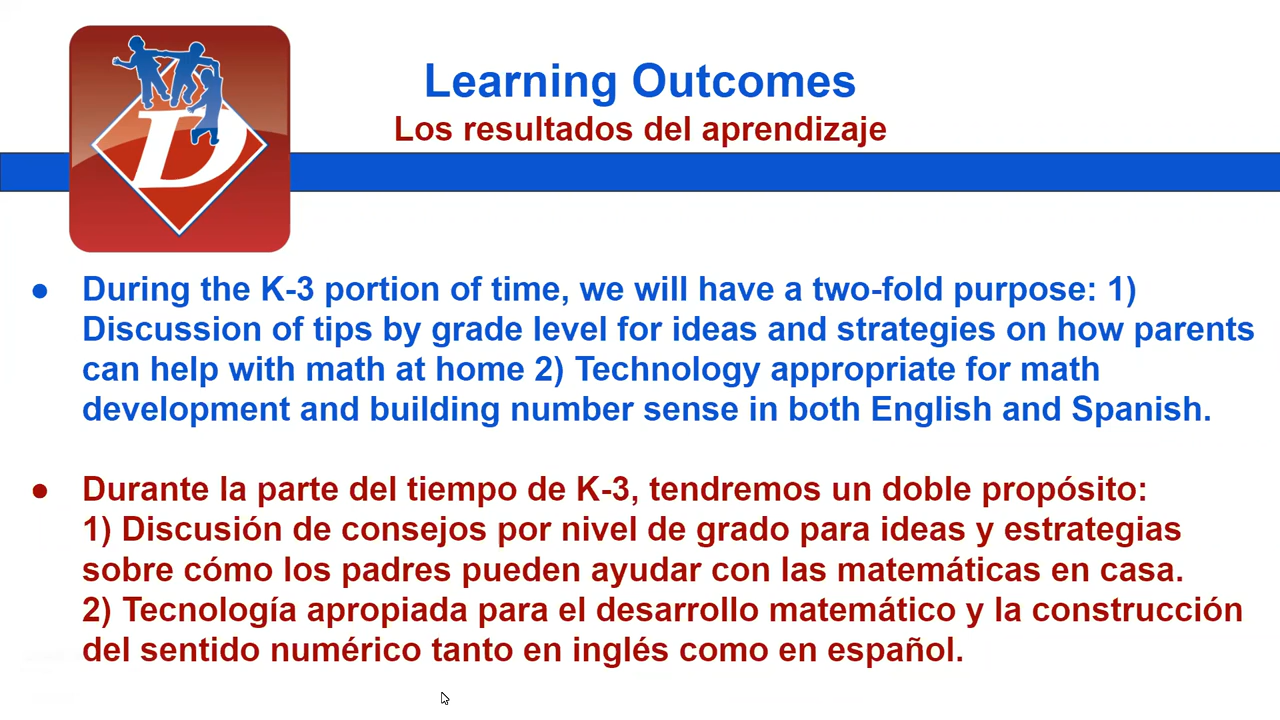 Learning Outcomes
Los resultados del aprendizaje
D
● During the K-3 portion of time, we will have a two-fold purpose: 1)
Discussion of tips by grade level for ideas and strategies on how parents
can help with math at home 2) Technology appropriate for math
development and building number sense in both English and Spanish.
● Durante la parte del tiempo de K-3, tendremos un doble propósito:
1) Discusión de consejos por nivel de grado para ideas y estrategias
sobre cómo los padres pueden ayudar con las matemáticas en casa.
2) Tecnología apropiada para el desarrollo matemático y la construcción
del sentido numérico tanto en inglés como en español.